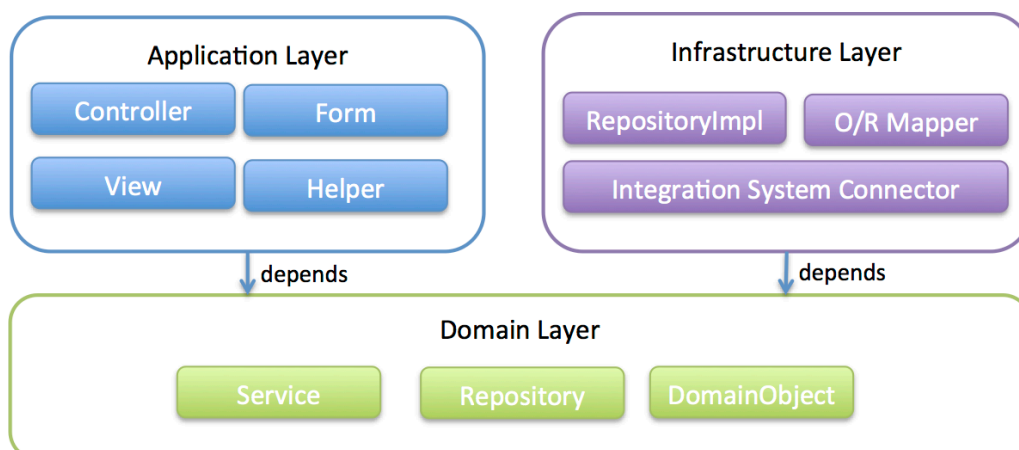 Application Layer
Controller
Form
View
Helper
Infrastructure Layer
RepositoryImpl
O/R Mapper
Integration System Connector
depends
depends
Domain Layer
Service
Repository
DomainObject